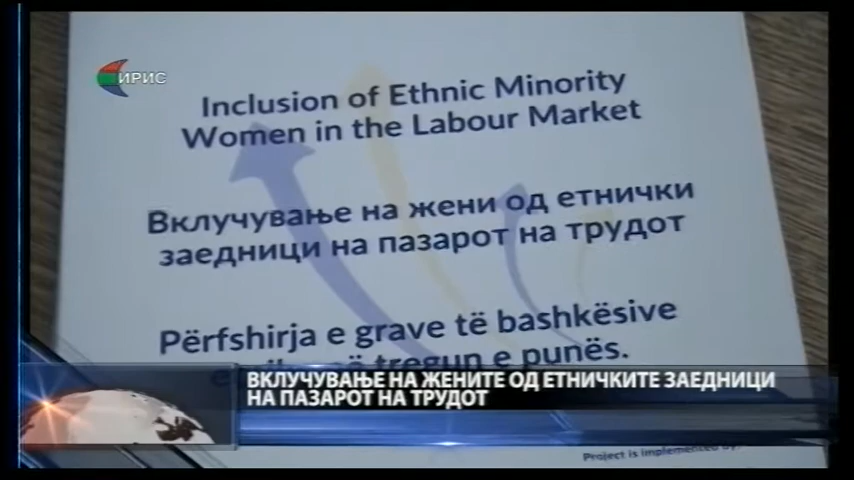 ИРИС
Inclusion of Ethnic Minority
Women in the Labour Market
Вклучување на жени од етнички
заедници на пазарот на трудот
Përfshirja e grave të bashkësive
tregun e punës.
ВКЛУЧУВАЊЕ НА ЖЕНИТЕ ОД ЕТНИЧКИТЕ ЗАЕДНИЦИ
НА ПАЗАРОТ НА ТРУДОТ
Project is implemented by: